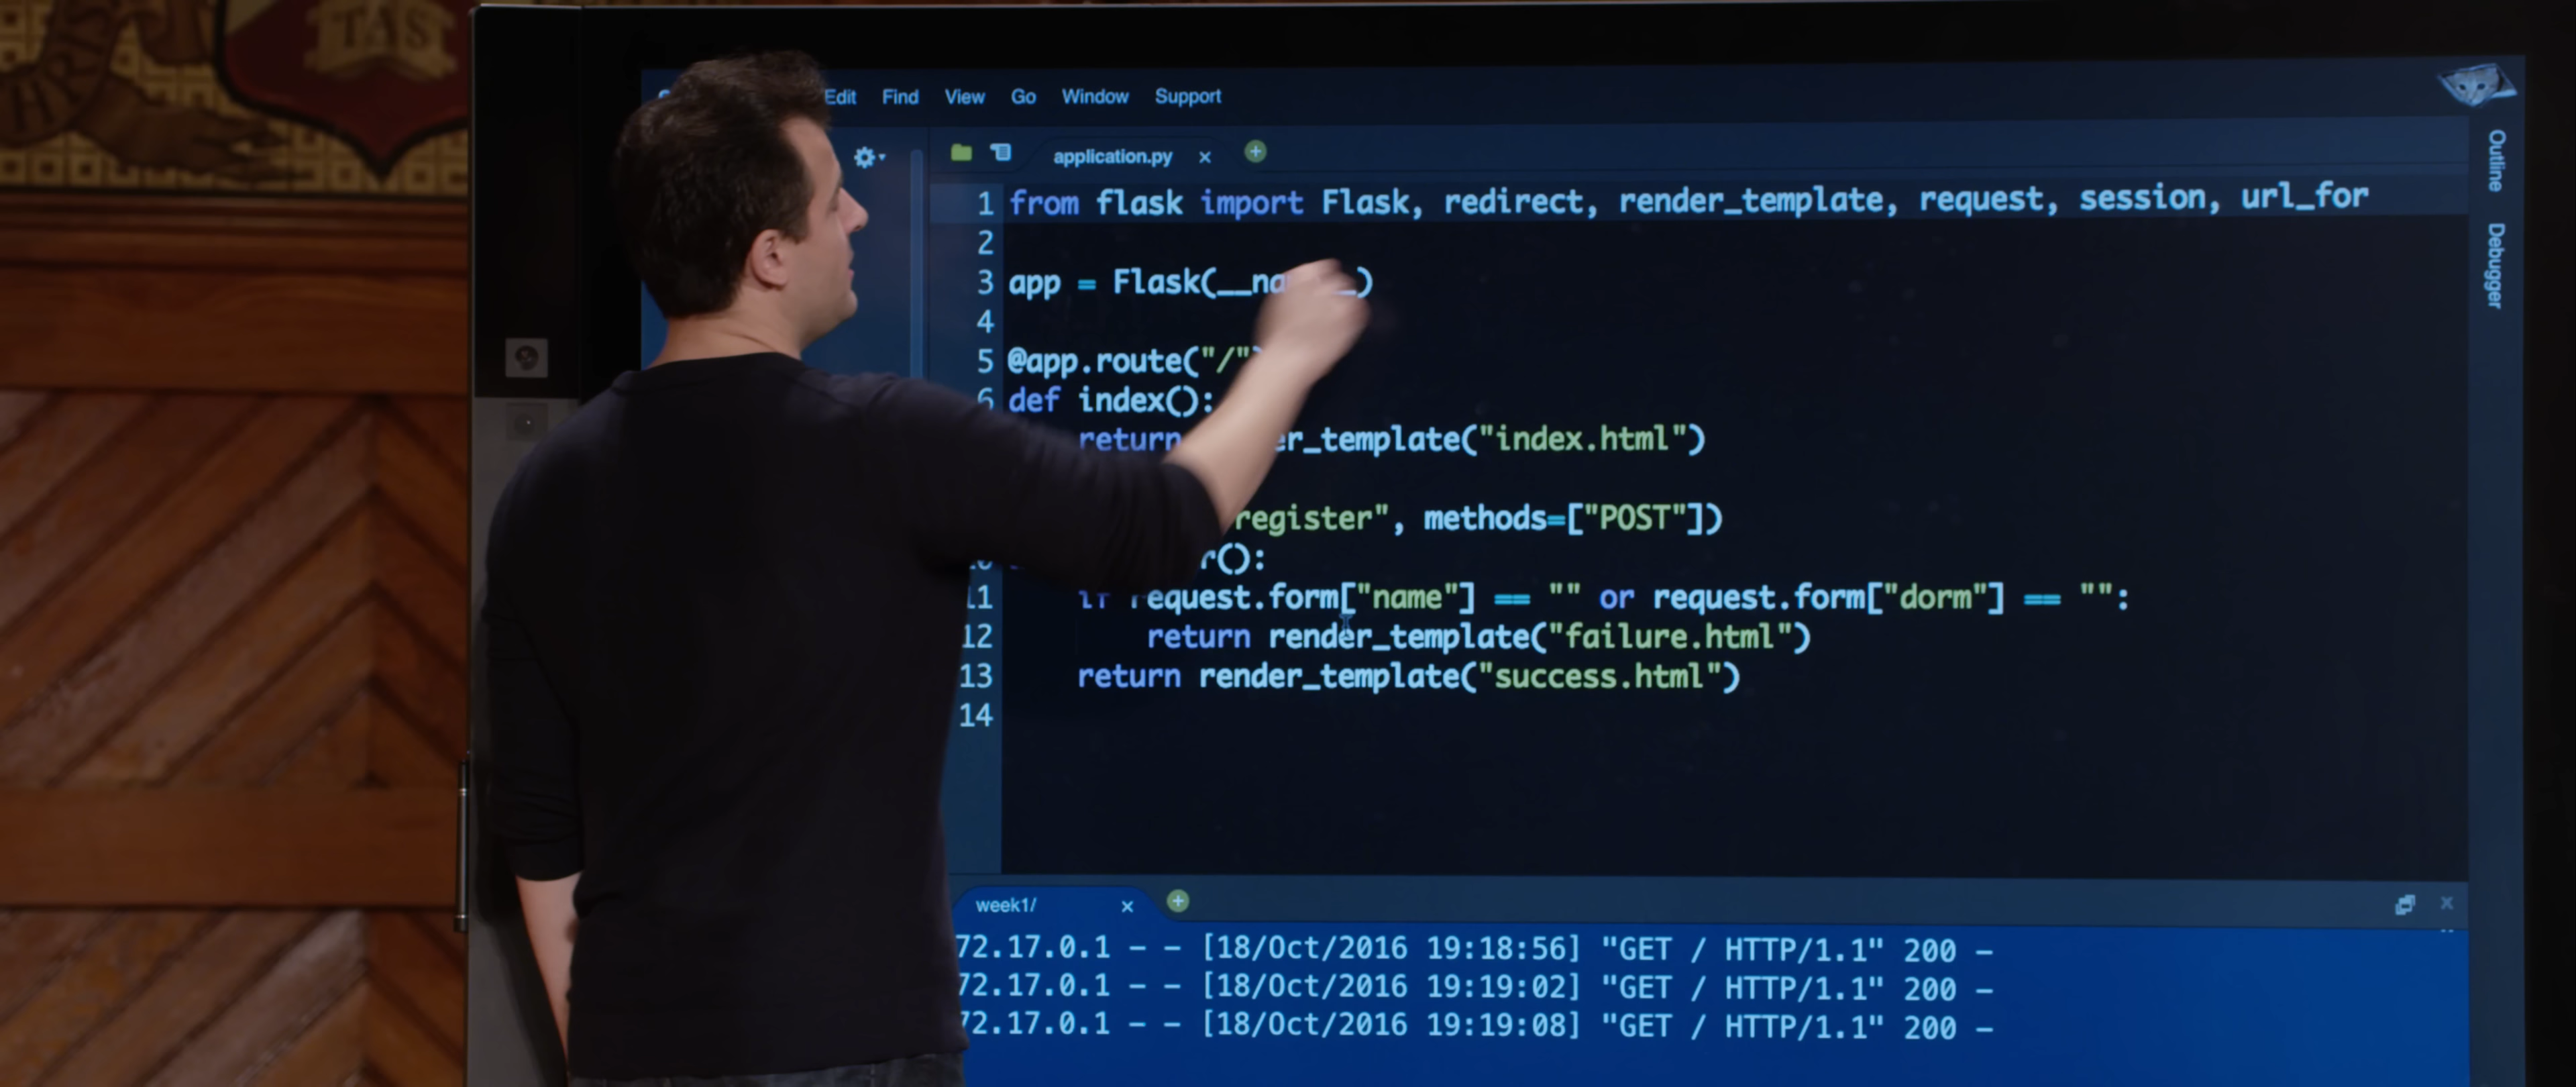 TAS
Edit Find View Go Window Support
application.py
Outline
Debugger
1 from flask import Flask, redirect, render_template, request, session, url_for
2
3 app = Flask(__na _)
4
5 @app.route("/"
6 def index():
return er_template("index.html")
register", methods=["POST"])
r():
11 if request.form["name"] == "" or request.form["dorm"] == "":
12 return render_template("failure.html")
13 return render_template("success.html")
14
week1/
72.17.0.1 - - [18/Oct/2016 19:18:56] "GET / HTTP/1.1" 200 -
72.17.0.1 - - [18/Oct/2016 19:19:02] "GET / HTTP/1.1" 200 -
72.17.0.1 - - [18/Oct/2016 19:19:08] "GET / HTTP/1.1" 200 -